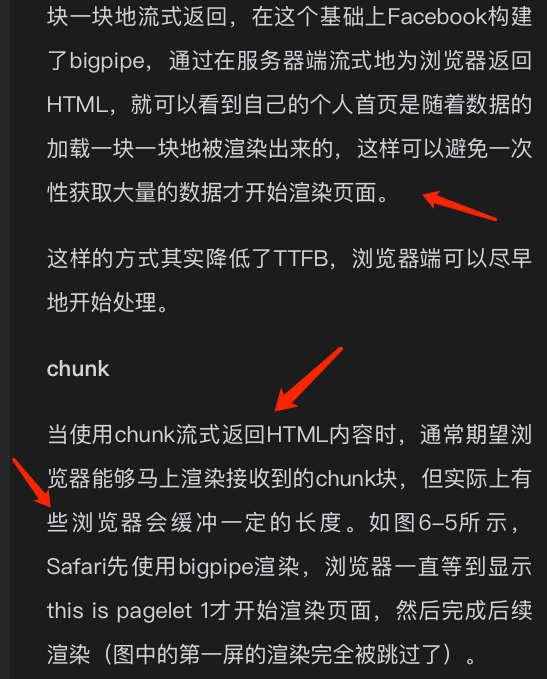 块一块地流式返回，在这个基础上Facebook构建
了bigpipe，通过在服务器端流式地为浏览器返回
HTML，就可以看到自己的个人首页是随着数据的
加载一块一块地被渲染出来的，这样可以避免一次
性获取大量的数据才开始渲染页面。
这样的方式其实降低了TTFB，浏览器端可以尽早
地开始处理。
chunk
当使用chunk流式返回HTML内容时，通常期望浏
览器能够马上渲染接收到的chunk块，但实际上有
些浏览器会缓冲一定的长度。如图6-5所示，
Safari先使用bigpipe渲染，浏览器一直等到显示
this is pagelet 1才开始渲染页面，然后完成后续
渲染（图中的第一屏的渲染完全被跳过了）。